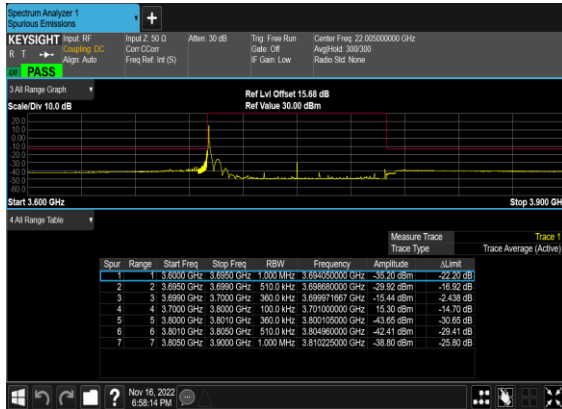 Spectrum Analyzer 1
Spurious Emissions
+
KEYSIGHT Input: RF Input Z: 50 Ω Atten: 30 dB Trig: Free Run Center Freq: 22.005000000 GHz
R T Coupling: DC Corr CCorr Gate: Off Avg|Hold: 300/300
Align: Auto Freq Ref: Int (S) IF Gain: Low Radio Std: None
LXI PASS
3 All Range Graph
Ref Lvl Offset 15.68 dB
Scale/Div 10.0 dB Ref Value 30.00 dBm
20.0
10.0
0.00
-10.0
-20.0
-30.0
-40.0
-50.0
-60.0
Start 3.600 GHz Stop 3.900 GHz
4 All Range Table
Measure Trace Trace 1
Trace Type Trace Average (Active)
Spur Range Start Freq Stop Freq RBW Frequency Amplitude ΔLimit
1 1 3.6000 GHz 3.6950 GHz 1.000 MHz 3.694050000 GHz -35.20 dBm -22.20 dB
2 2 3.6950 GHz 3.6990 GHz 510.0 kHz 3.698680000 GHz -29.92 dBm -16.92 dB
3 3 3.6990 GHz 3.7000 GHz 360.0 kHz 3.699971667 GHz -15.44 dBm -2.438 dB
4 4 3.7000 GHz 3.8000 GHz 100.0 kHz 3.701000000 GHz 15.30 dBm -14.70 dB
5 5 3.8000 GHz 3.8010 GHz 360.0 kHz 3.800105000 GHz -43.65 dBm -30.65 dB
6 6 3.8010 GHz 3.8050 GHz 510.0 kHz 3.804960000 GHz -42.41 dBm -29.41 dB
7 7 3.8050 GHz 3.9000 GHz 1.000 MHz 3.810225000 GHz -38.80 dBm -25.80 dB
? Nov 16, 2022
6:58:14 PM